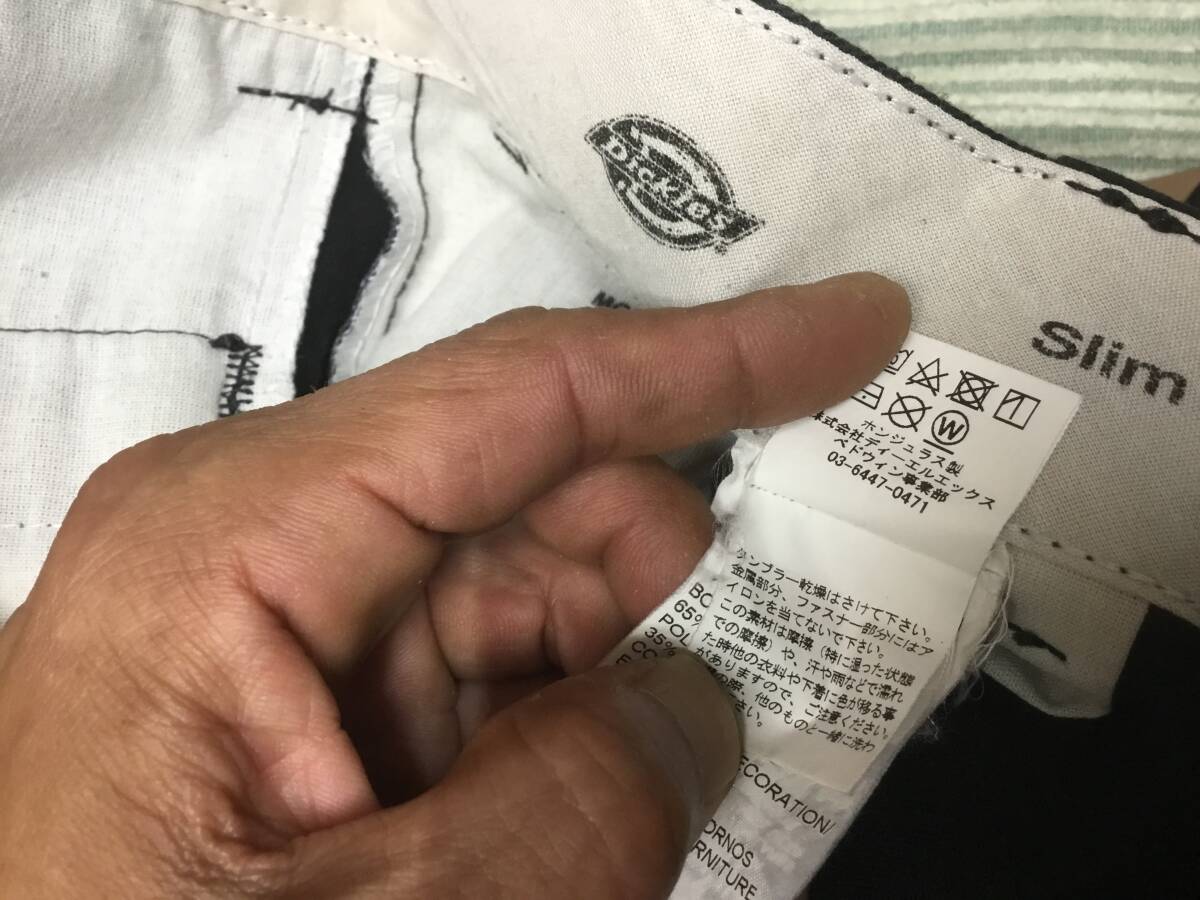 DICKIES
®
Slim
W
ホンジュラス製
株式会社デイーエルエックス
ベドウイン事業部
03-6447-0471
タンブラー乾燥はさけて下さい。
金属部分、ファスナー部分にはア
イロンを当てないで下さい。
この素材は摩擦（特に湿った状態
での摩擦）や、汗や雨などで濡れ
た時他の衣料や下着に色が移る事
がありますので、ご注意ください。
の際、他のものと一緒に洗わ
さい。
65%
POL
35%
ECORATION/
ORNOS
RNITURE